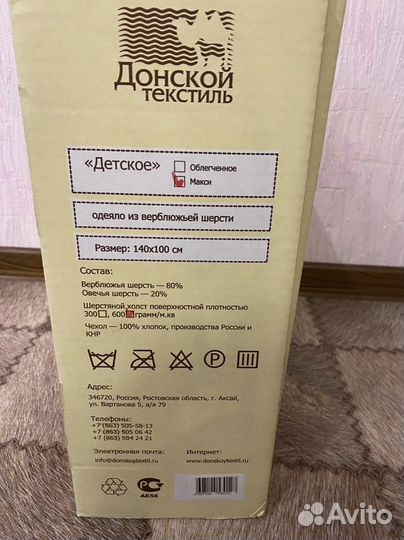 Донской
ТЕКСТИЛЬ
«Детское»
Облегченное
Макси
одеяло из верблюжьей шерсти
Размер: 140x100 см
Состав:
Верблюжья шерсть — 80%
Овечья шерсть — 20%
Шерстяной холст поверхностной плотностью
300, 600 грамм/м.кв
Чехол — 100% хлопок, производства России и
КНР
P
Адрес:
346720, Россия, Ростовская область, г. Аксай,
ул. Вартанова 5, а/я 79
Телефоны:
+7 (863) 505-58-13
+7 (863) 505 06 42
+7 (863) 504 24 21
Электронная почта: Интернет:
info@donskoytextil.ru www.donskoytextil.ru
АЕ58
Avito